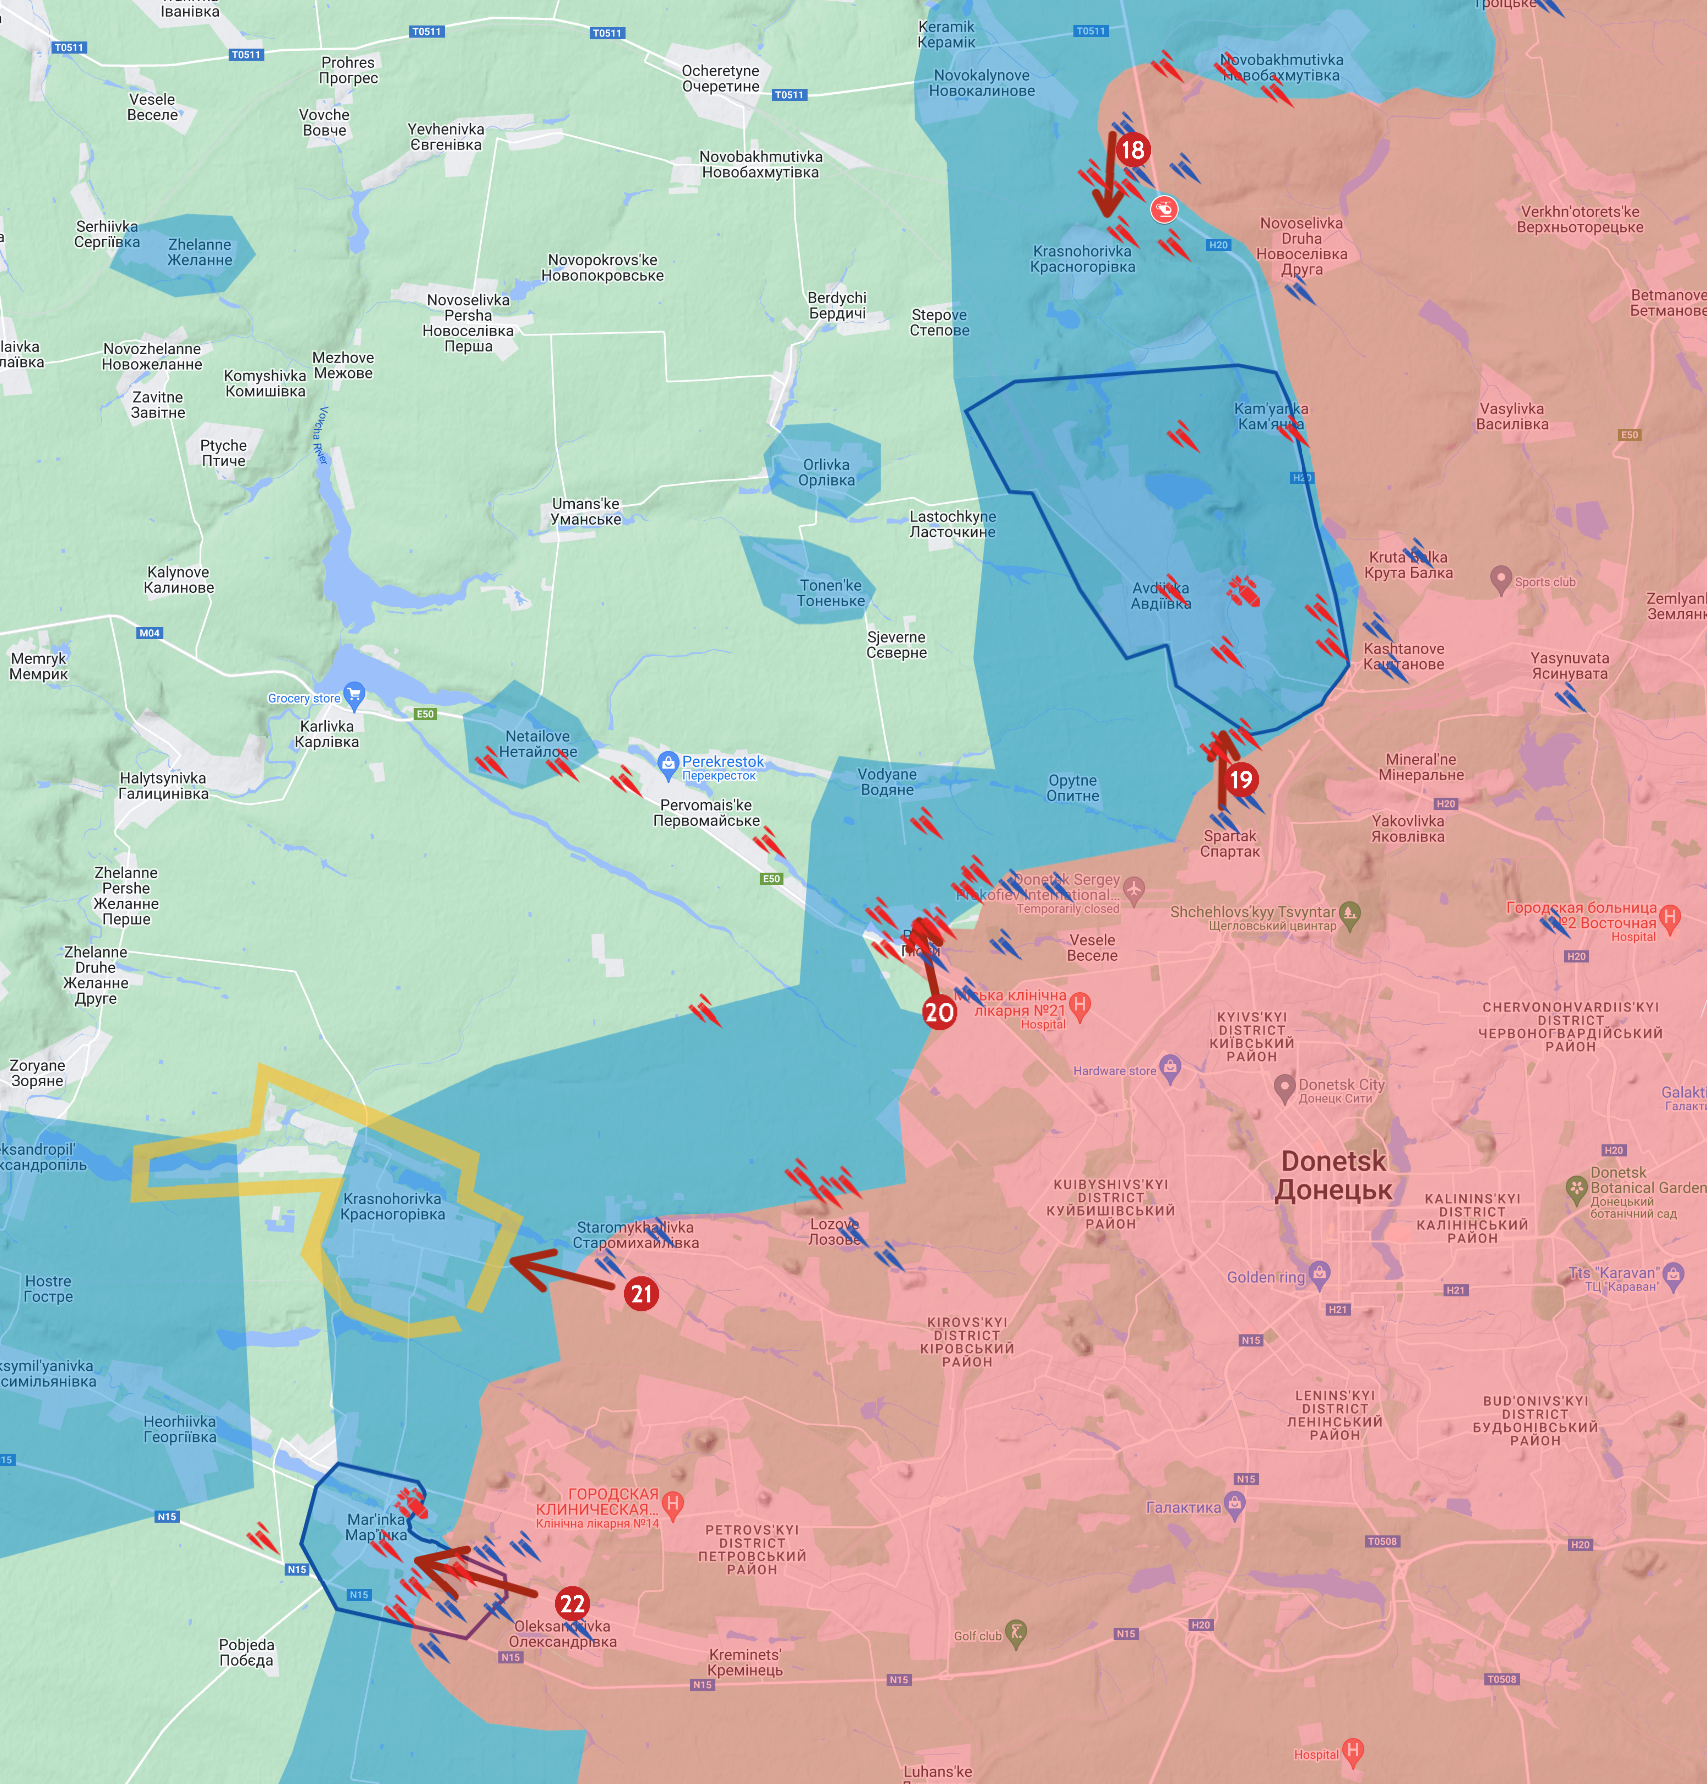 Іванівка
Троїцьке
T0511
T0511
T0511
T0511
T0511
T0511
Keramik
Керамік
Prohres
Прогрес
Ocheretyne
Очеретине
Novokalynove
Новокалинове
Novobakhmutivka
Новобахмутівка
Vesele
Веселе
Vovche
Вовче
Yevhenivka
Євгенівка
Novobakhmutivka
Новобахмутівка
18
Serhiivka
Сергіївка
Zhelanne
Желанне
Novopokrovs'ke
Новопокровське
Krasnohorivka
Красногорівка
H20
Novoselivka
Druha
Новоселівка
Друга
Verkhn'otorets'ke
Верхньоторецьке
Novoselivka
Persha
Новоселівка
Перша
Berdychi
Бердичі
Stepove
Степове
Betmanove
Бетманове
laivka
лаївка
Novozhelanne
Новожеланне
Mezhove
Межове
Komyshivka
Комишівка
Zavitne
Завітне
Vovcha River
Kam'yanka
Кам'янка
Vasylivka
Василівка
E50
Ptyche
Птиче
Orlivka
Орлівка
H20
Umans'ke
Уманське
Lastochkyne
Ласточкине
Kalynove
Калинове
Tonen'ke
Тоненьке
Avdiivka
Авдіївка
Kruta Balka
Крута Балка
Sports club
Zemlyan
Землянк
M04
Memryk
Мемрик
Sjeverne
Сєверне
Kashtanove
Каштанове
Yasynuvata
Ясинувата
Grocery store
E50
Karlivka
Карлівка
Netailove
Нетайлове
Perekrestok
Перекресток
Halytsynivka
Галицинівка
Pervomais'ke
Первомайське
Vodyane
Водяне
Opytne
Опитне
19
Mineral'ne
Мінеральне
H20
Spartak
Спартак
Yakovlivka
Яковлівка
E50
Zhelanne
Pershe
Желанне
Перше
Donetsk Sergey
Prokofiev International...
Temporarily closed
Shchehlovs'kyy Tsvyntar
Щегловський цвинтар
Городская больница
№2 Восточная
Hospital
Vesele
Веселе
H20
Zhelanne
Druhe
Желанне
Друге
20
Міська клінічна
лікарня №21
Hospital
KYIVS'KYI
DISTRICT
КИЇВСЬКИЙ
РАЙОН
CHERVONOHVARDIIS'KYI
DISTRICT
ЧЕРВОНОГВАРДІЙСЬКИЙ
РАЙОН
Zoryane
Зоряне
Hardware store
Donetsk City
Донецк Сити
Galakti
Галакти
eksandropil'
ксандропіль
Donetsk
Донецьк
H20
Donetsk
Botanical Garden
Донецький
ботанічний сад
Krasnohorivka
Красногорівка
KUIBYSHIVS'KYI
DISTRICT
КУЙБИШІВСЬКИЙ
РАЙОН
KALININS'KYI
DISTRICT
КАЛІНІНСЬКИЙ
РАЙОН
Staromykhailivka
Старомихайлівка
Lozove
Лозове
21
Hostre
Гостре
Golden ring
H21
H21
Tts "Karavan"
ТЦ "Караван"
N15
KIROVS'KYI
DISTRICT
КІРОВСЬКИЙ
РАЙОН
ksymil'yanivka
симільянівка
Heorhiivka
Георгіївка
LENINS'KYI
DISTRICT
ЛЕНІНСЬКИЙ
РАЙОН
BUD'ONIVS'KYI
DISTRICT
БУДЬОНІВСЬКИЙ
РАЙОН
15
N15
N15
Mar'inka
Мар'їнка
ГОРОДСКАЯ
КЛИНИЧЕСКАЯ...
Клінічна лікарня №14
Галактика
PETROVS'KYI
DISTRICT
ПЕТРОВСЬКИЙ
РАЙОН
T0508
H20
N15
N15
22
Oleksandrivka
Олександрівка
Pobjeda
Побєда
N15
Kreminets'
Кремінець
N15
N15
Golf club
N15
H20
T0508
Hospital
Luhans'ke